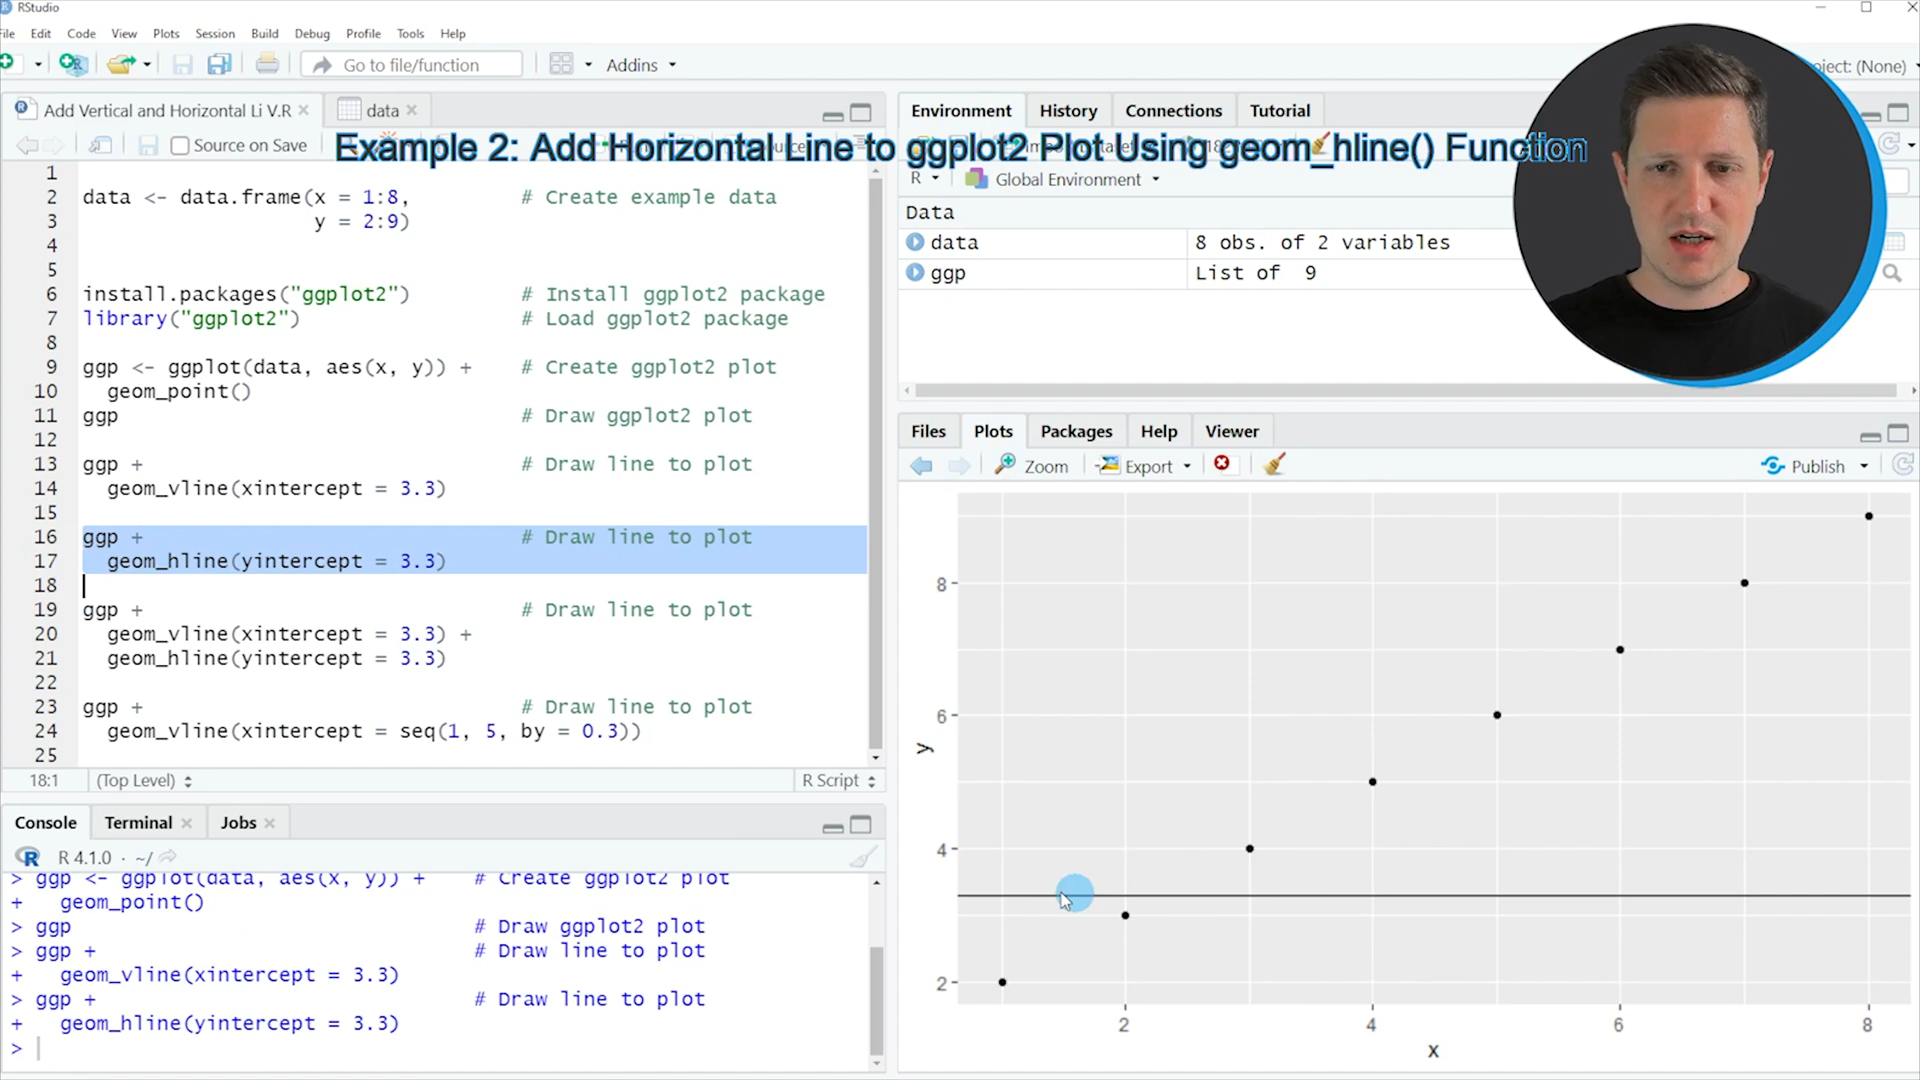 RStudio
Edit Code View Plots Session Build Debug Profile Tools Help
Go to file/function
Addins
(None)
Add Vertical and Horizontal Li V.R
data
Source on Save
Example 2: Add Horizontal Line to ggplot2 Plot Using geom_hline() Function
1
2 data <- data.frame(x = 1:8, # Create example data
3 y = 2:9)
4
5
6 install.packages("ggplot2") # Install ggplot2 package
7 library("ggplot2") # Load ggplot2 package
8
9 ggp <- ggplot(data, aes(x, y)) + # Create ggplot2 plot
10 geom_point()
11 ggp # Draw ggplot2 plot
12
13 ggp + # Draw line to plot
14 geom_vline(xintercept = 3.3)
15
16 ggp + # Draw line to plot
17 geom_hline(yintercept = 3.3)
18
19 ggp + # Draw line to plot
20 geom_vline(xintercept = 3.3) +
21 geom_hline(yintercept = 3.3)
22
23 ggp + # Draw line to plot
24 geom_vline(xintercept = seq(1, 5, by = 0.3))
25
18:1 (Top Level) R Script
Console Terminal Jobs
R 4.1.0 · ~/
> ggp <- ggplot(data, aes(x, y)) + # Create ggplot2 plot
+ geom_point()
> ggp # Draw ggplot2 plot
> ggp + # Draw line to plot
+ geom_vline(xintercept = 3.3)
> ggp + # Draw line to plot
+ geom_hline(yintercept = 3.3)
>
Environment History Connections Tutorial
R Global Environment
Data
data 8 obs. of 2 variables
ggp List of 9
Files Plots Packages Help Viewer
Zoom Export Publish
8
6
y
4
2
2 4 6 8
x